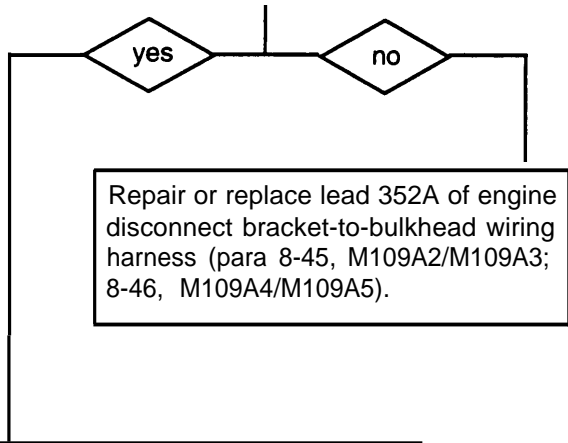 yes
no
Repair or replace lead 352A of engine
disconnect bracket-to-bulkhead wiring
harness (para 8-45, M109A2/M109A3;
8-46, M109A4/M109A5).